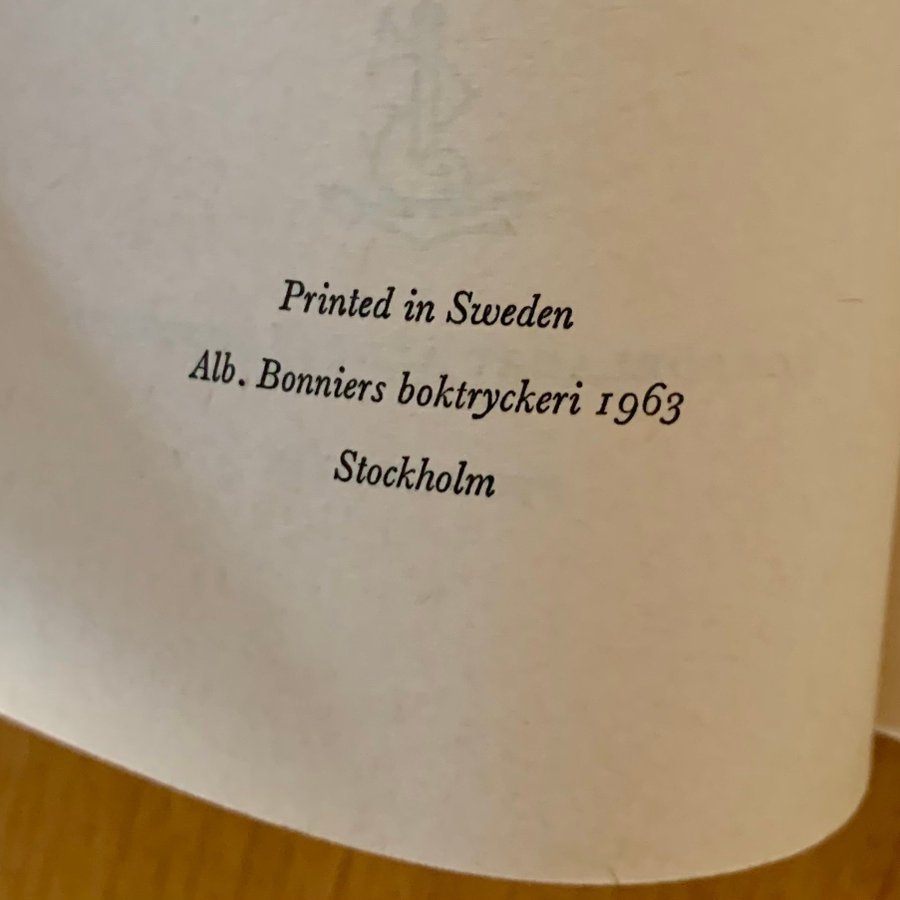 Printed in Sweden
Alb. Bonniers boktryckeri 1963
Stockholm